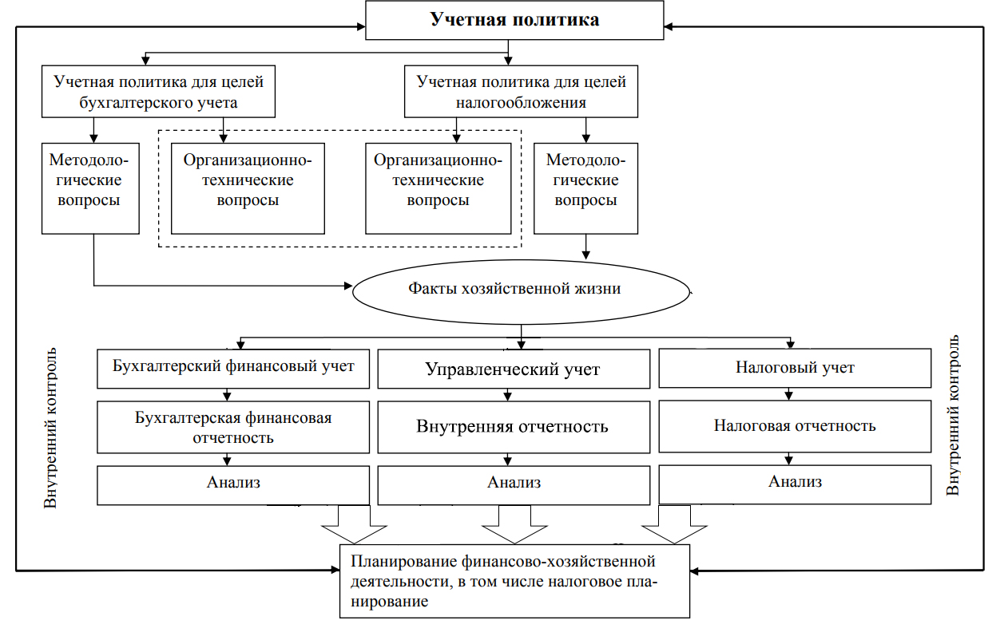 Учетная политика
Учетная политика для целей
бухгалтерского учета
Учетная политика для целей
налогообложения
Методоло-
гические
вопросы
Организационно-
технические
вопросы
Организационно-
технические
вопросы
Методоло-
гические
вопросы
Факты хозяйственной жизни
Внутренний контроль
Бухгалтерский финансовый учет
Управленческий учет
Налоговый учет
Внутренний контроль
Бухгалтерская финансовая
отчетность
Внутренняя отчетность
Налоговая отчетность
Анализ
Анализ
Анализ
Планирование финансово-хозяйственной
деятельности, в том числе налоговое пла-
нирование